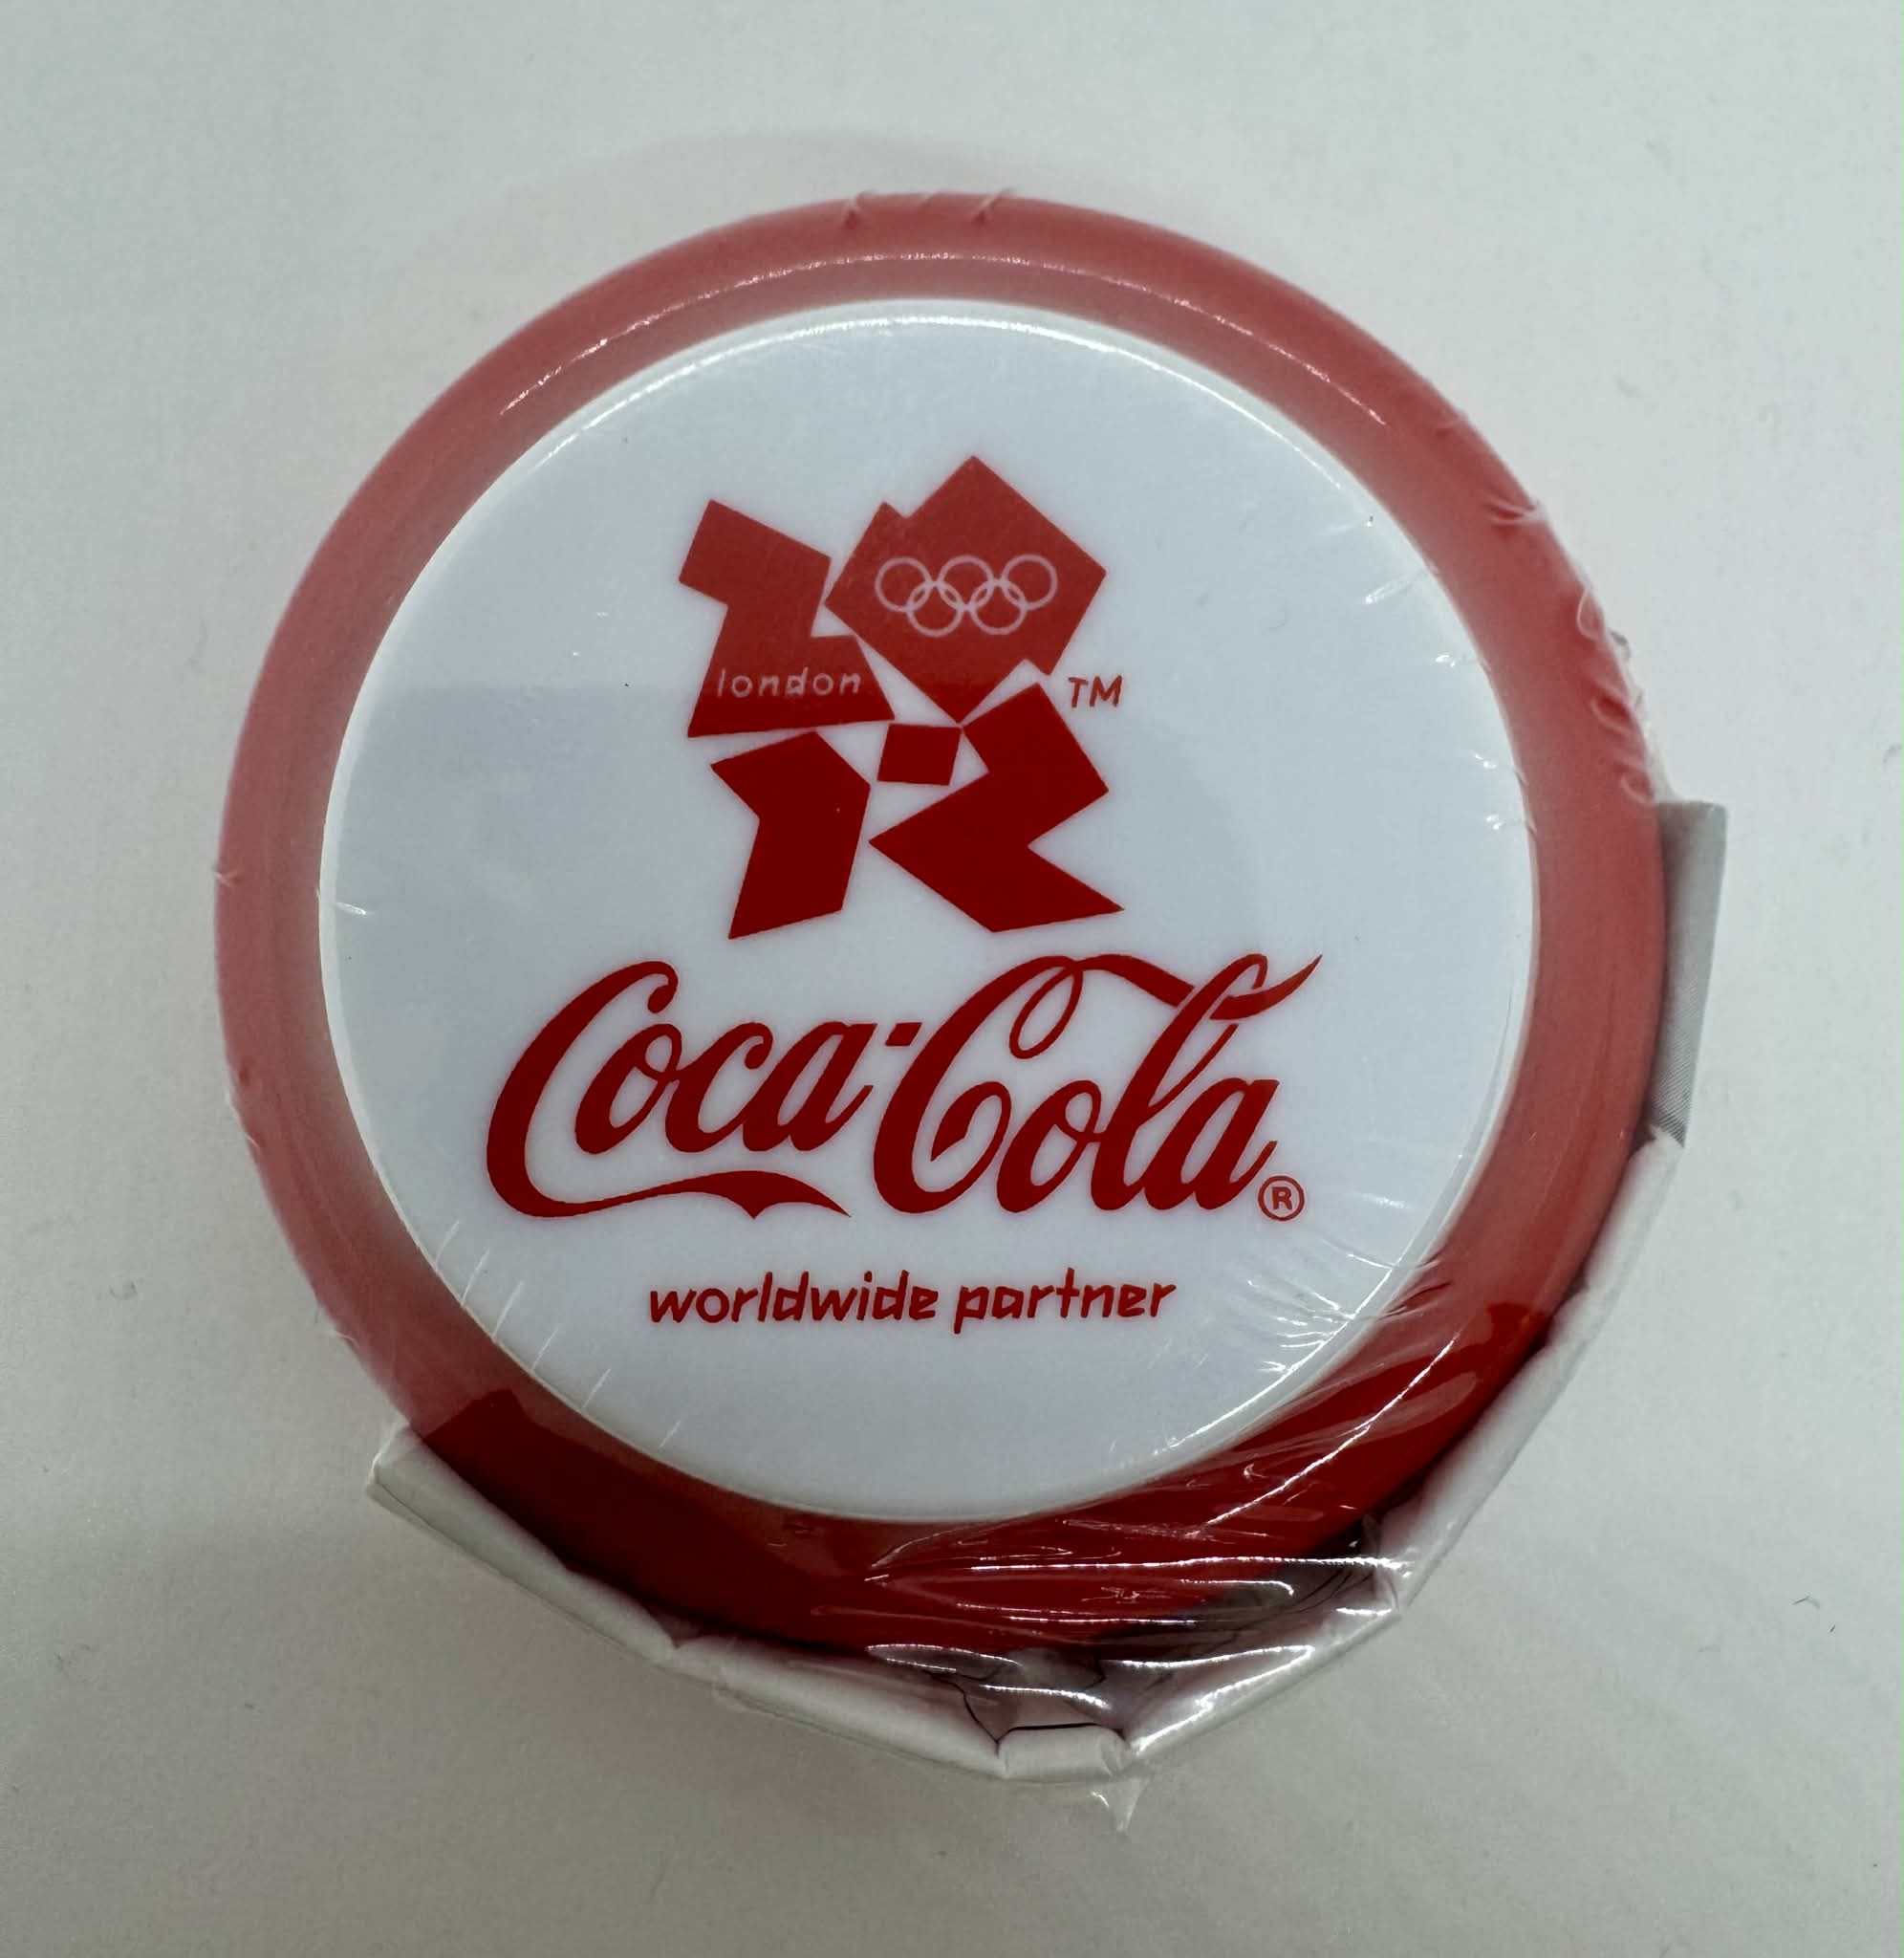 london
TM
Coca-Cola®
worldwide partner